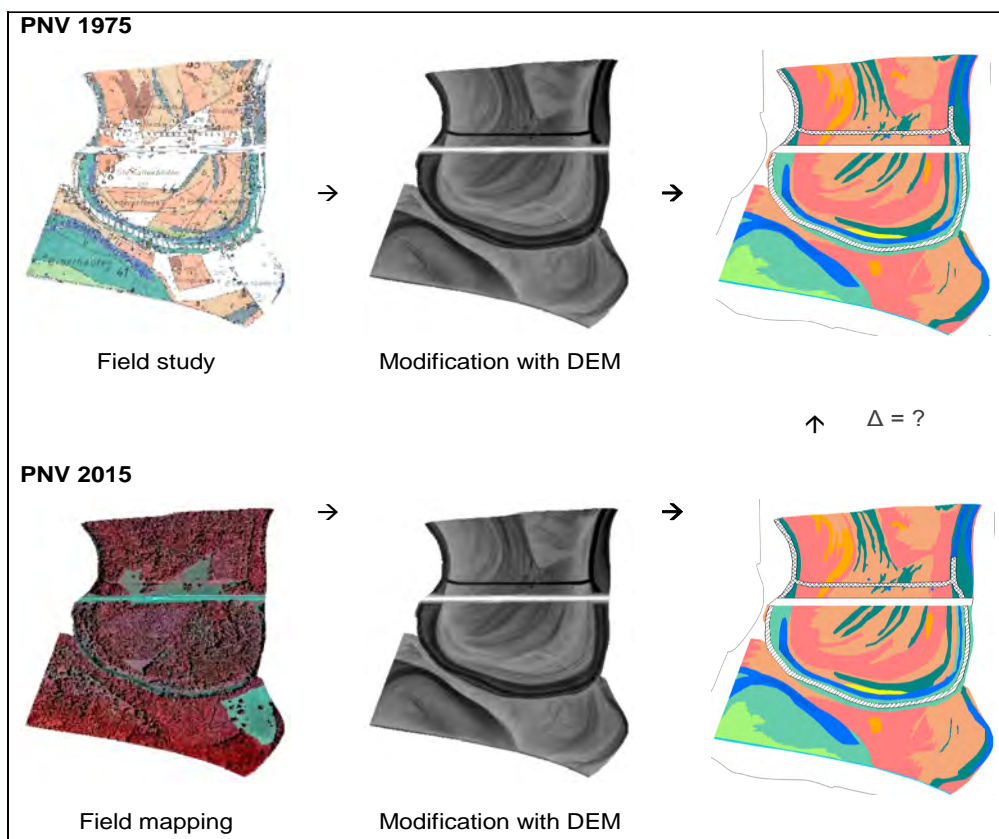 PNV 1975
→
→
Field study
Modification with DEM
↑ Δ = ?
PNV 2015
→
→
Field mapping
Modification with DEM